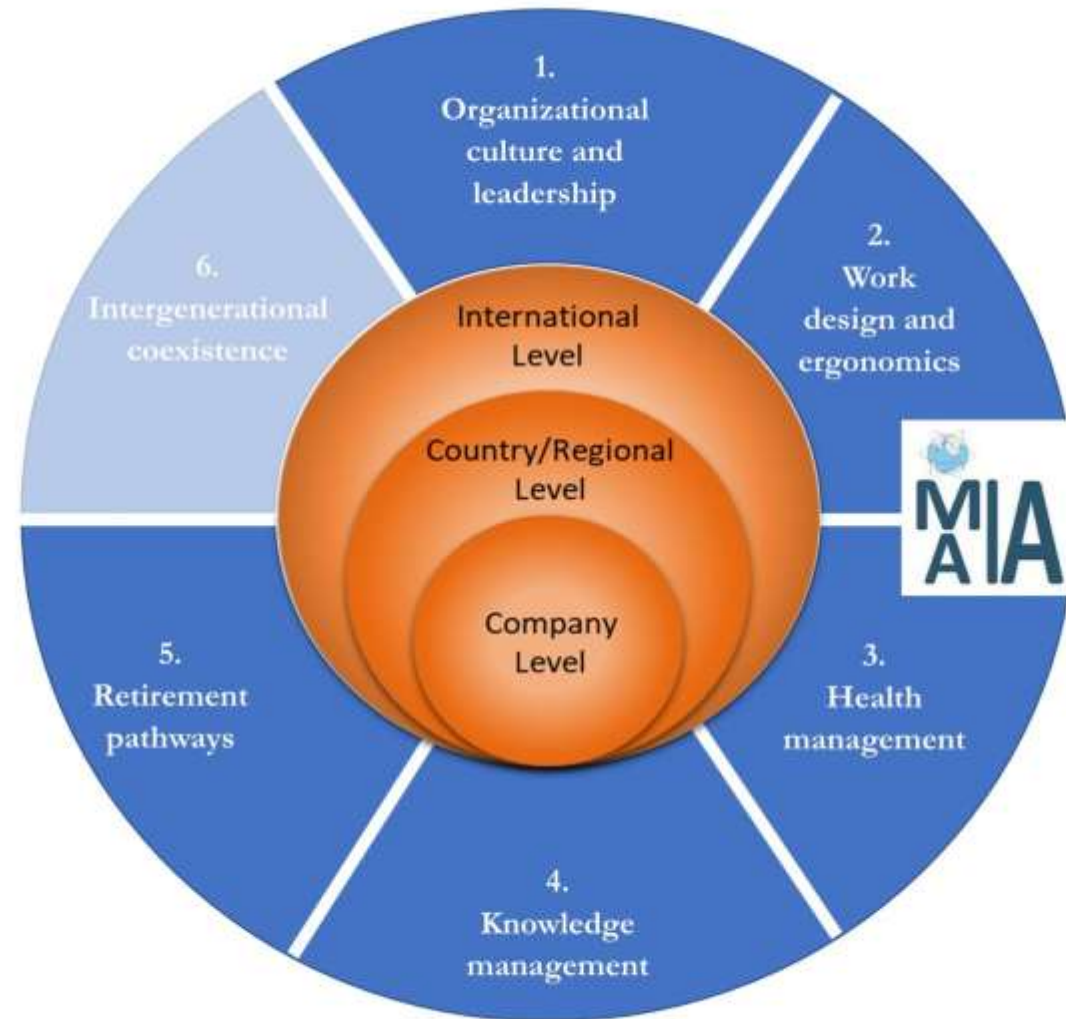 1.
Organizational
culture and
leadership
2.
Work
design and
ergonomics
3.
Health
management
4.
Knowledge
management
5.
Retirement
pathways
6.
Intergenerational
coexistence
International
Level
Country/Regional
Level
Company
Level
M
A IA